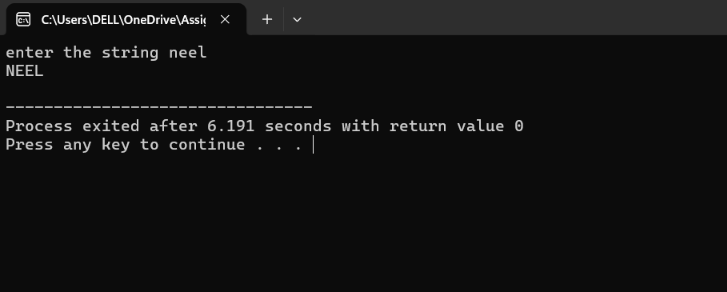 C:\Users\DELL\OneDrive\Assig
enter the string neel
NEEL
--------------------------------
Process exited after 6.191 seconds with return value 0
Press any key to continue . . .